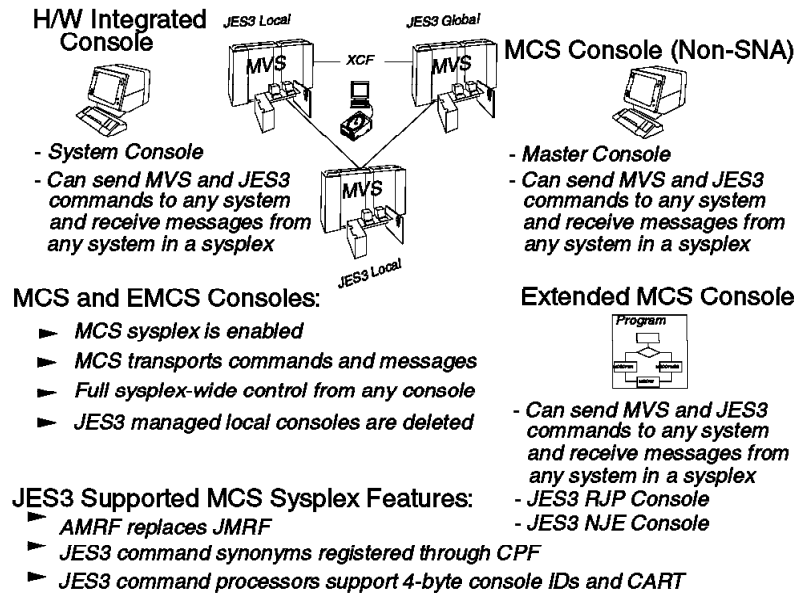 H/W Integrated
Console
JES3 Local
JES3 Global
MVS
XCF
MVS
MCS Console (Non-SNA)
- System Console
- Can send MVS and JES3
commands to any system
and receive messages from
any system in a sysplex
MVS
JES3 Local
- Master Console
- Can send MVS and JES3
commands to any system
and receive messages from
any system in a sysplex
MCS and EMCS Consoles:
► MCS sysplex is enabled
► MCS transports commands and messages
► Full sysplex-wide control from any console
► JES3 managed local consoles are deleted
Extended MCS Console
Program
- Can send MVS and JES3
commands to any system
and receive messages from
any system in a sysplex
- JES3 RJP Console
- JES3 NJE Console
JES3 Supported MCS Sysplex Features:
► AMRF replaces JMRF
► JES3 command synonyms registered through CPF
► JES3 command processors support 4-byte console IDs and CART